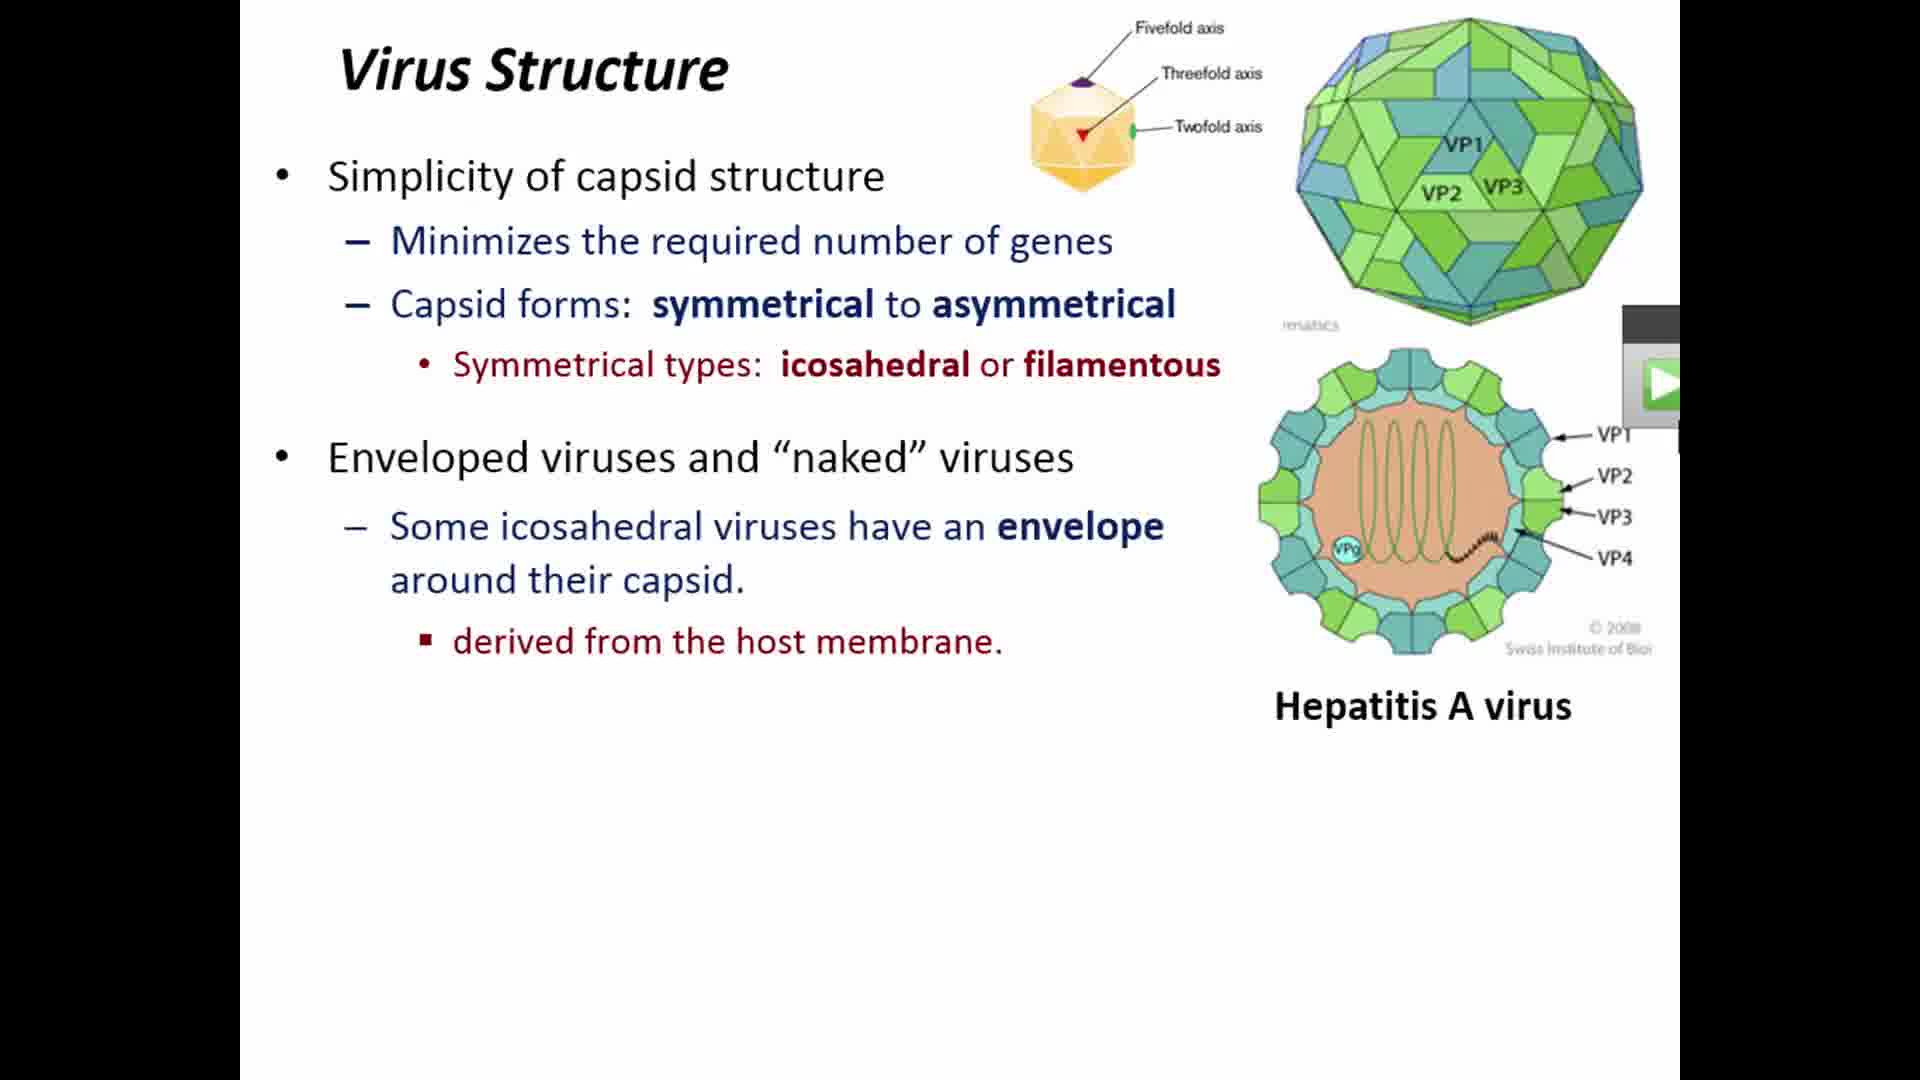 Virus Structure
• Simplicity of capsid structure
– Minimizes the required number of genes
– Capsid forms: symmetrical to asymmetrical
• Symmetrical types: icosahedral or filamentous
• Enveloped viruses and “naked” viruses
– Some icosahedral viruses have an envelope
around their capsid.
▪ derived from the host membrane.
Fivefold axis
Threefold axis
Twofold axis
VP1
VP2
VP3
VP1
VP2
VP3
VP4
VPg
© 2008
Swiss Institute of Bioi
Hepatitis A virus